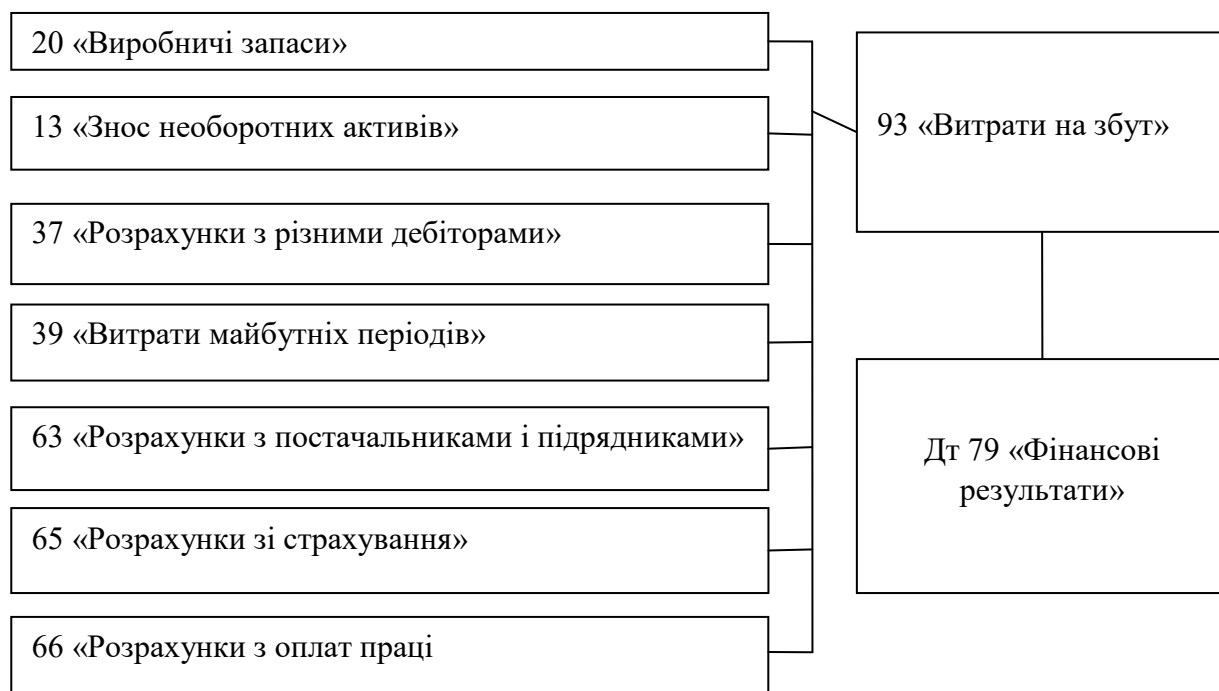 20 «Виробничі запаси»
13 «Знос необоротних активів»
37 «Розрахунки з різними дебіторами»
39 «Витрати майбутніх періодів»
63 «Розрахунки з постачальниками і підрядниками»
65 «Розрахунки зі страхування»
66 «Розрахунки з оплат праці
93 «Витрати на збут»
Дт 79 «Фінансові
результати»